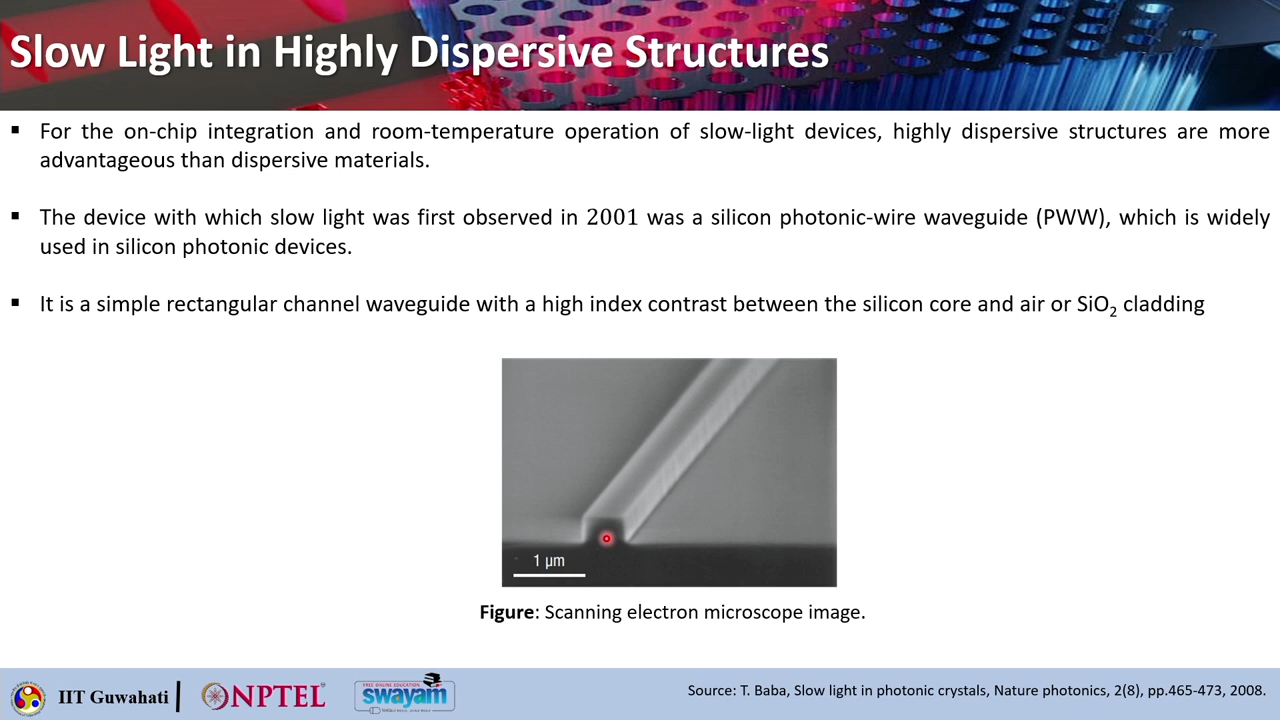 Slow Light in Highly Dispersive Structures
▪ For the on-chip integration and room-temperature operation of slow-light devices, highly dispersive structures are more
advantageous than dispersive materials.
▪ The device with which slow light was first observed in 2001 was a silicon photonic-wire waveguide (PWW), which is widely
used in silicon photonic devices.
▪ It is a simple rectangular channel waveguide with a high index contrast between the silicon core and air or SiO₂ cladding
1 μm
Figure: Scanning electron microscope image.
IIT Guwahati
NPTEL
FREE ONLINE EDUCATION
swayam
Source: T. Baba, Slow light in photonic crystals, Nature photonics, 2(8), pp.465-473, 2008.